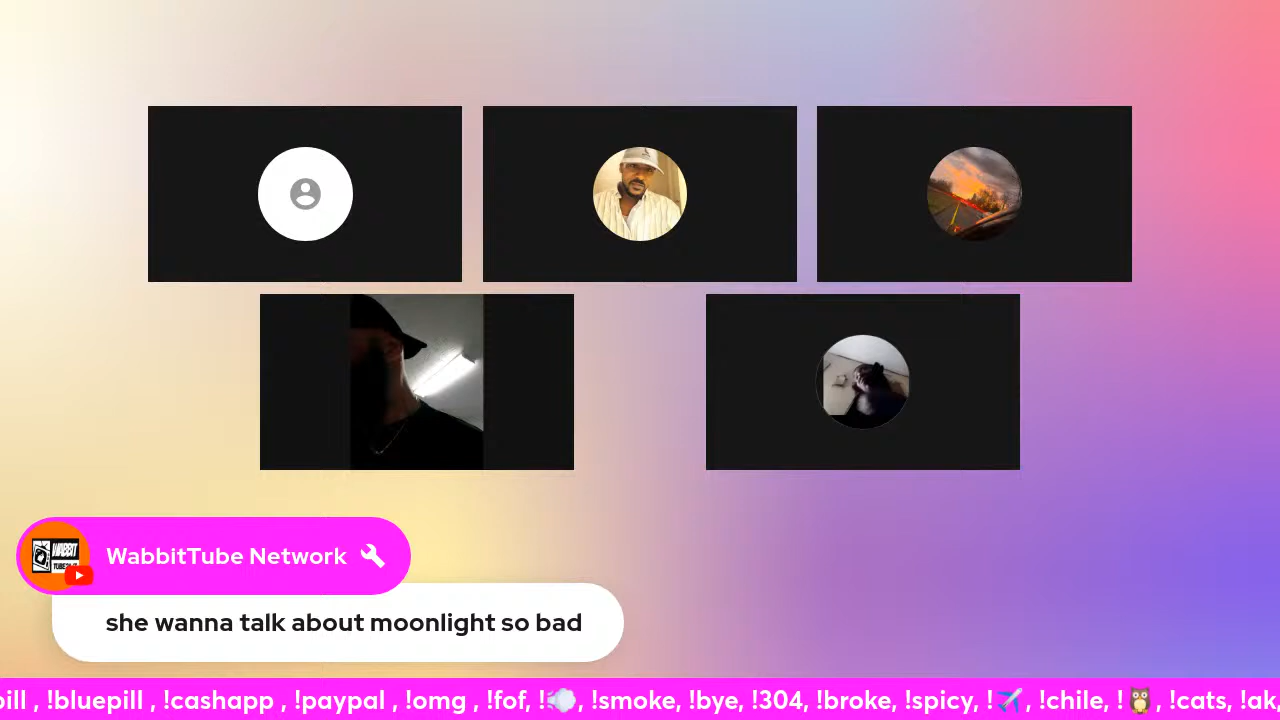 WabbitTube Network
WABBIT
she wanna talk about moonlight so bad
pill , !bluepill , !cashapp , !paypal , !omg , !fof, !💨, !smoke, !bye, !304, !broke, !spicy, !✈️, !chile, !🦉, !cats, !ak,